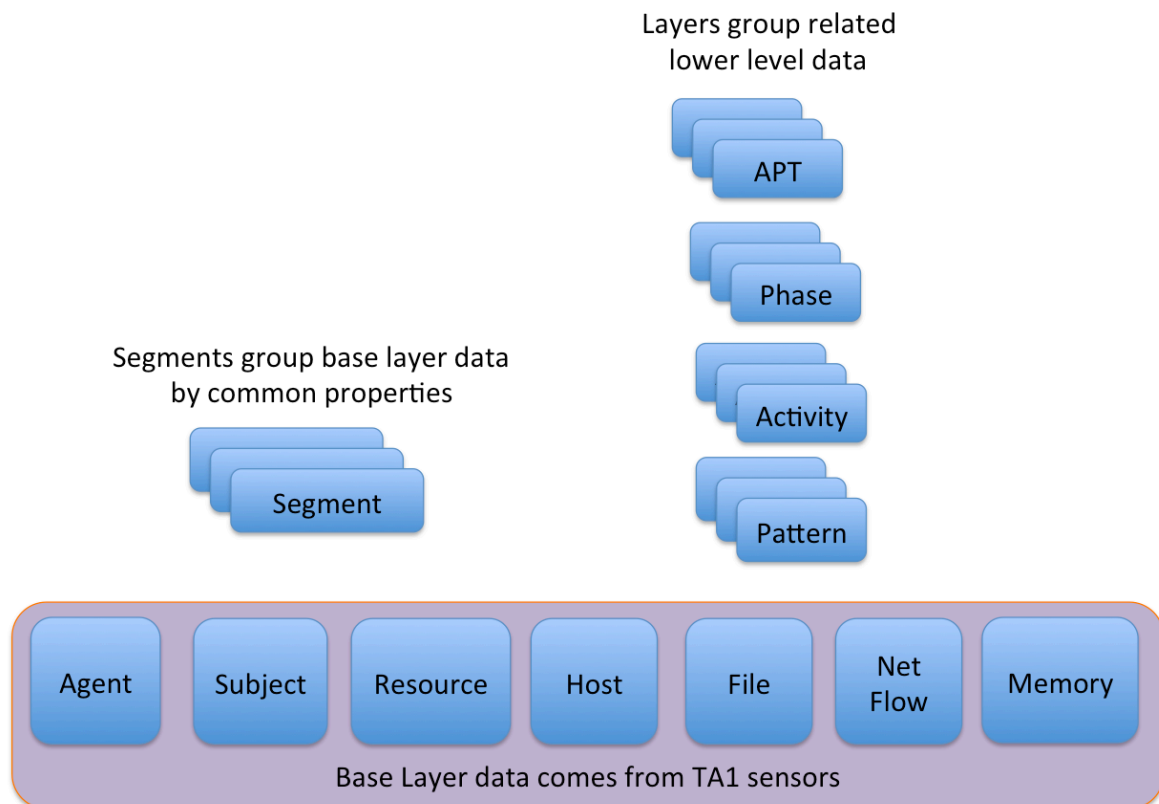 Layers group related
lower level data
APT
Phase
Activity
Pattern
Segments group base layer data
by common properties
Segment
Agent
Subject
Resource
Host
File
Net
Flow
Memory
Base Layer data comes from TA1 sensors